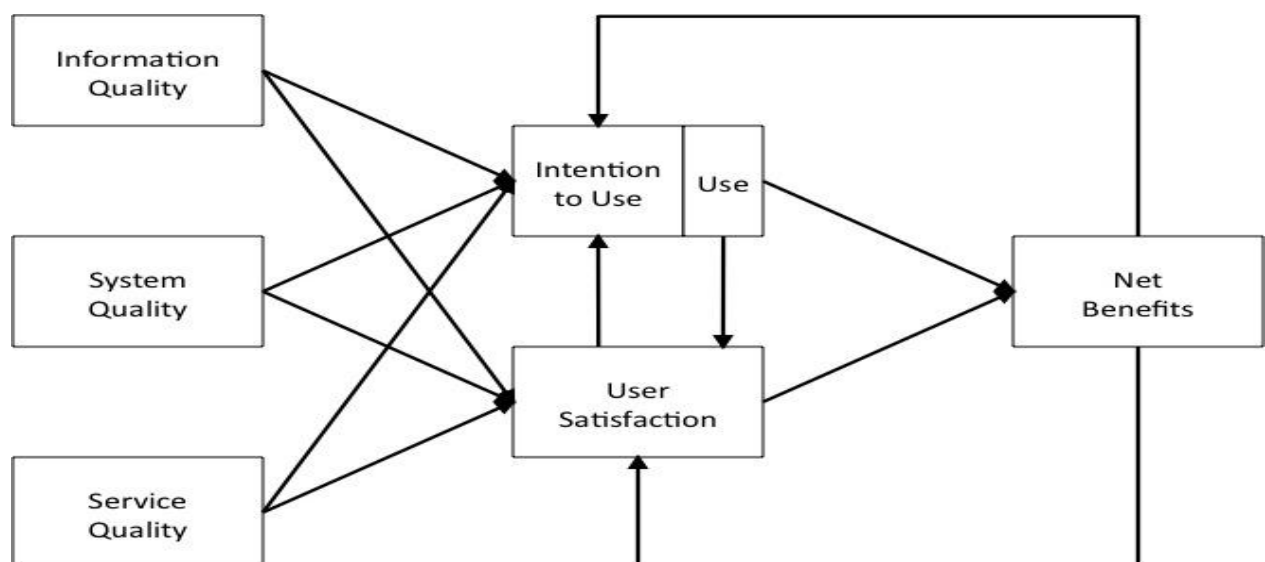 Information
Quality
Intention
to Use
Use
System
Quality
Net
Benefits
User
Satisfaction
Service
Quality